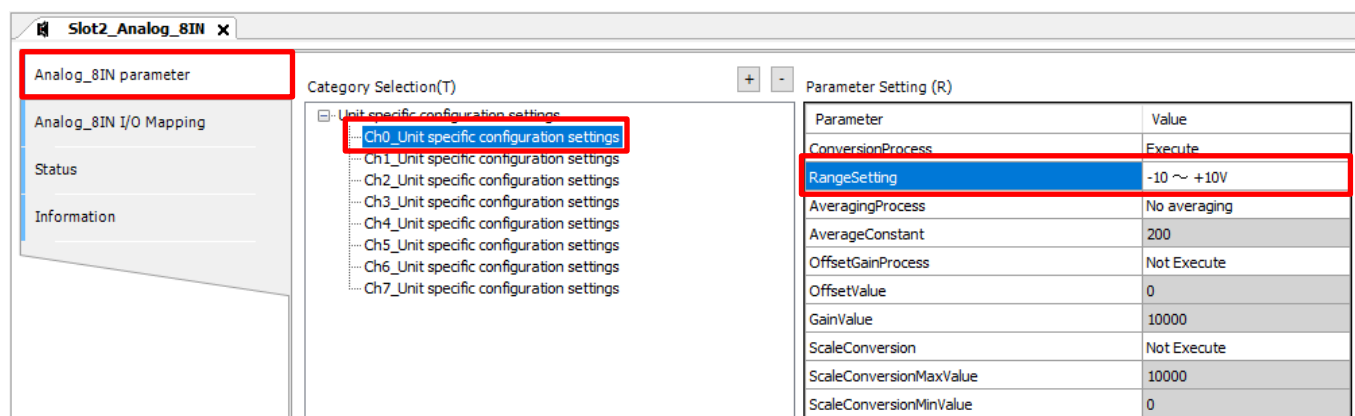 Slot2_Analog_8IN x
Analog_8IN parameter
Analog_8IN I/O Mapping
Status
Information
Category Selection(T)
+ -
Unit specific configuration settings
Ch0_Unit specific configuration settings
Ch1_Unit specific configuration settings
Ch2_Unit specific configuration settings
Ch3_Unit specific configuration settings
Ch4_Unit specific configuration settings
Ch5_Unit specific configuration settings
Ch6_Unit specific configuration settings
Ch7_Unit specific configuration settings
Parameter Setting (R)
Parameter Value
ConversionProcess Execute
RangeSetting -10 ～ +10V
AveragingProcess No averaging
AverageConstant 200
OffsetGainProcess Not Execute
OffsetValue 0
GainValue 10000
ScaleConversion Not Execute
ScaleConversionMaxValue 10000
ScaleConversionMinValue 0